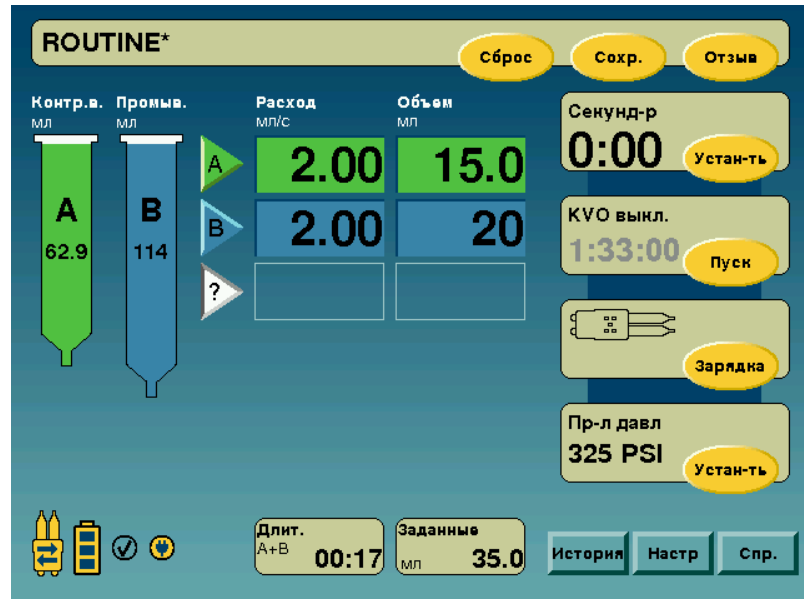 ROUTINE*
Сброс
Сохр.
Отзыв
Контр.в. Промыв.
мл мл
A B
62.9 114
Расход Объем
мл/с мл
A 2.00 15.0
B 2.00 20
?
Секунд-р
0:00
Устан-ть
KVO выкл.
1:33:00
Пуск
Зарядка
Пр-л давл
325 PSI
Устан-ть
Длит.
A+B 00:17
Заданные
мл 35.0
История
Настр
Спр.